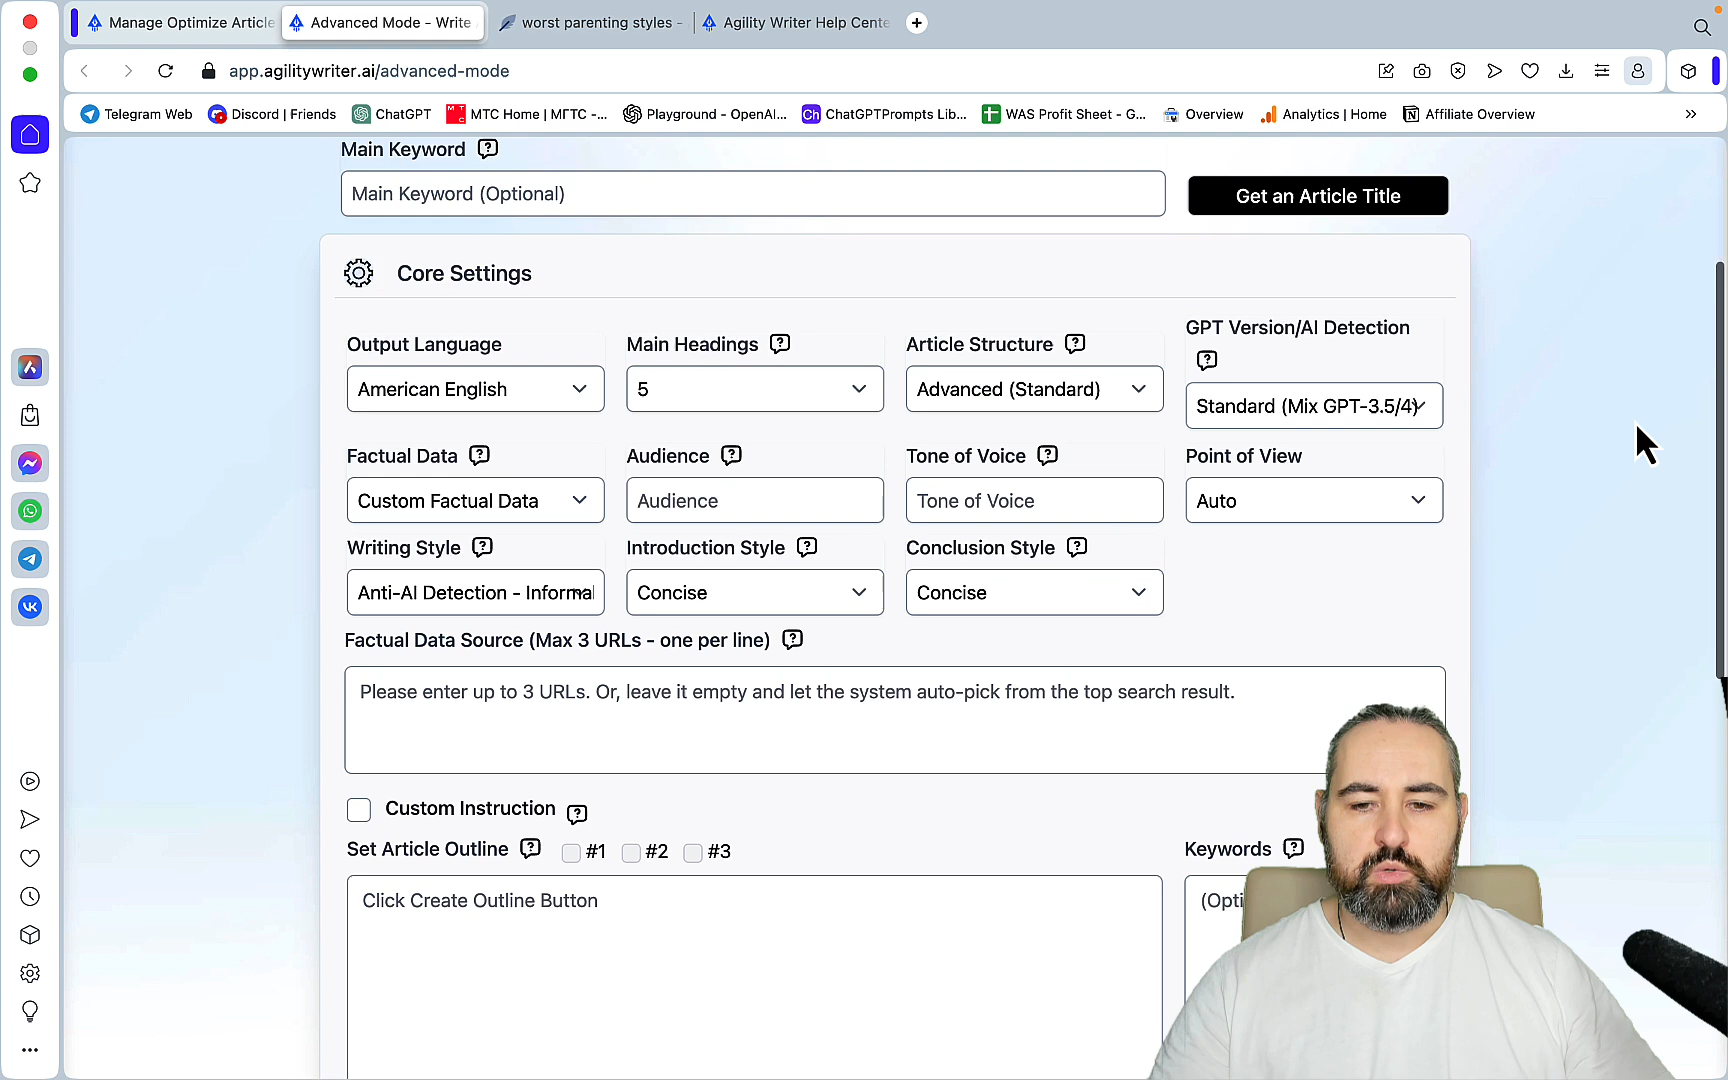 Manage Optimize Article
Advanced Mode - Write
worst parenting styles -
Agility Writer Help Cente
app.agilitywriter.ai/advanced-mode
Telegram Web
Discord | Friends
ChatGPT
МТС Home | МГТС -...
Playground - OpenAI...
Ch
ChatGPTPrompts Lib...
WAS Profit Sheet - G...
Overview
Analytics | Home
Affiliate Overview
Main Keyword
Main Keyword (Optional)
Get an Article Title
Core Settings
Output Language
Main Headings
Article Structure
GPT Version/AI Detection
American English
5
Advanced (Standard)
Standard (Mix GPT-3.5/4)
Factual Data
Audience
Tone of Voice
Point of View
Custom Factual Data
Audience
Tone of Voice
Auto
Writing Style
Introduction Style
Conclusion Style
Anti-AI Detection - Informal
Concise
Concise
Factual Data Source (Max 3 URLs - one per line)
Please enter up to 3 URLs. Or, leave it empty and let the system auto-pick from the top search result.
Custom Instruction
Set Article Outline
#1
#2
#3
Keywords
Click Create Outline Button
(Opti